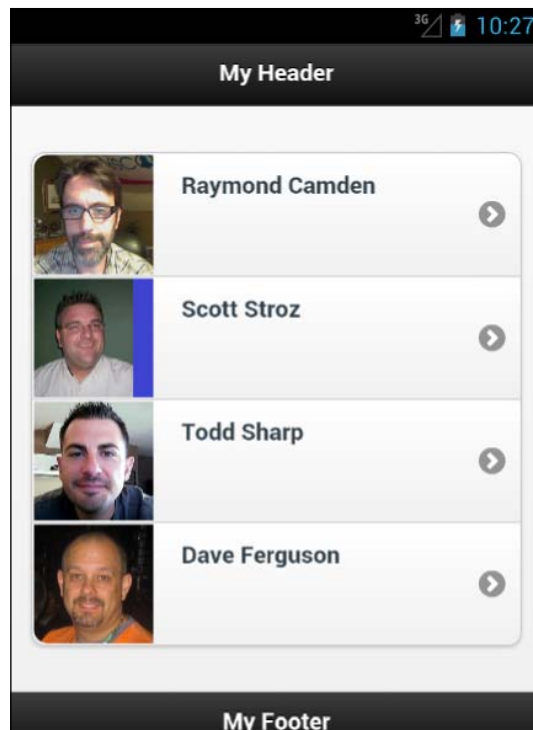 3G 10:27
My Header
Raymond Camden
Scott Stroz
Todd Sharp
Dave Ferguson
My Footer